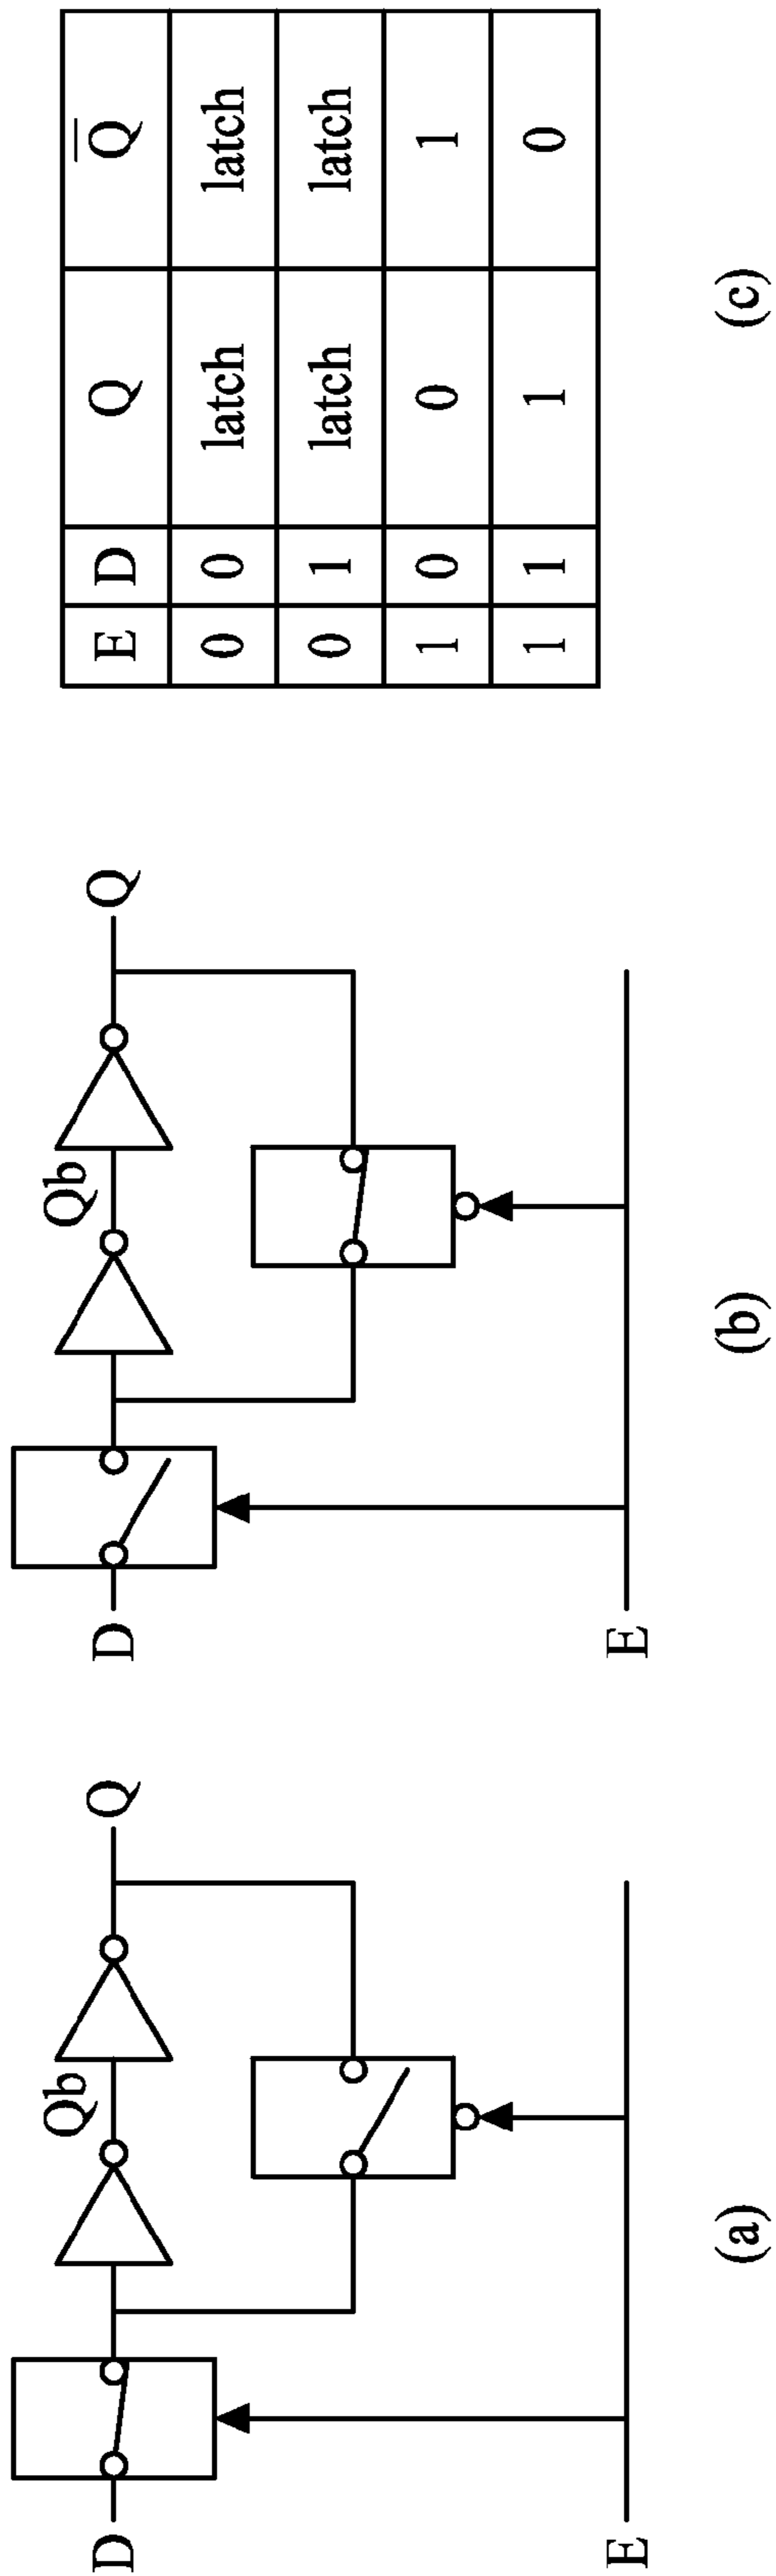 D
Qb
Q
E
(a)
D
Qb
Q
E
(b)
E D Q Q̅
0 0 latch latch
0 1 latch latch
1 0 0 1
1 1 1 0
(c)